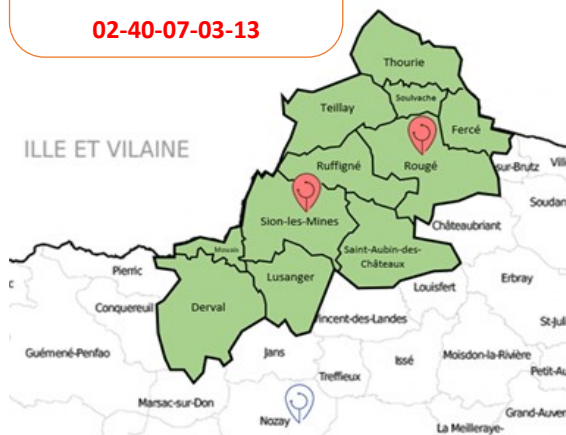 02-40-07-03-13
Thourie
Soulvache
Teillay
Fercé
ILLE ET VILAINE
Ruffigné
Rougé
sur-Brutz
Soudan
Sion-les-Mines
Châteaubriant
Mouais
Saint-Aubin-des-
Châteaux
Pierric
Lusanger
Erbray
Louisfert
Conquereuil
Derval
incent-des-Landes
St-Juli
Guémené-Penfao
Jans
Issé
Moisdon-la-Rivière
Petit-Au
Treffieux
Marsac-sur-Don
Grand-Auver
Nozay
La Meilleraye-